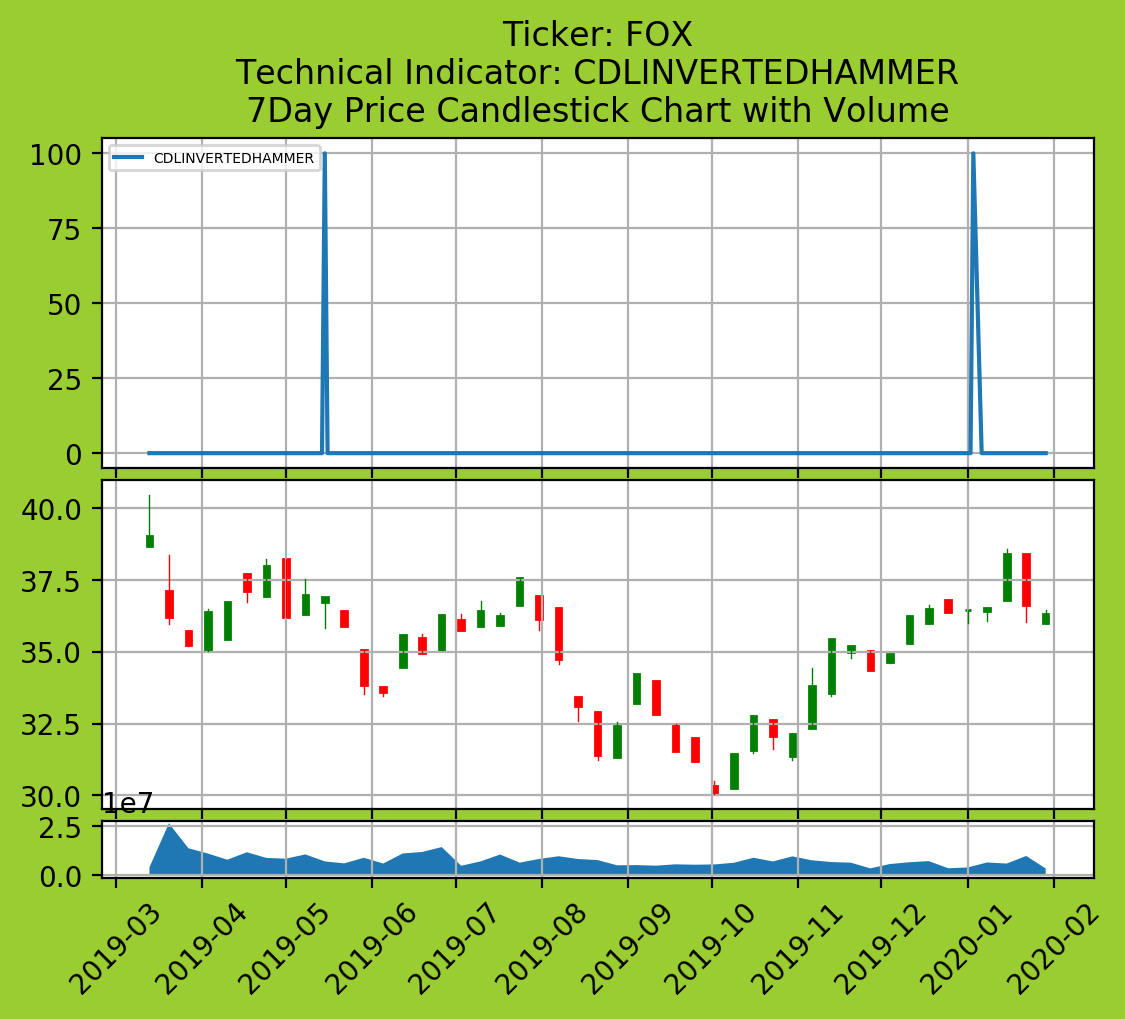 Ticker: FOX
Technical Indicator: CDLINVERTEDHAMMER
7Day Price Candlestick Chart with Volume
CDLINVERTEDHAMMER
100
75
50
25
0
40.0
37.5
35.0
32.5
30.0
1e7
2.5
0.0
2019-03 2019-04 2019-05 2019-06 2019-07 2019-08 2019-09 2019-10 2019-11 2019-12 2020-01 2020-02